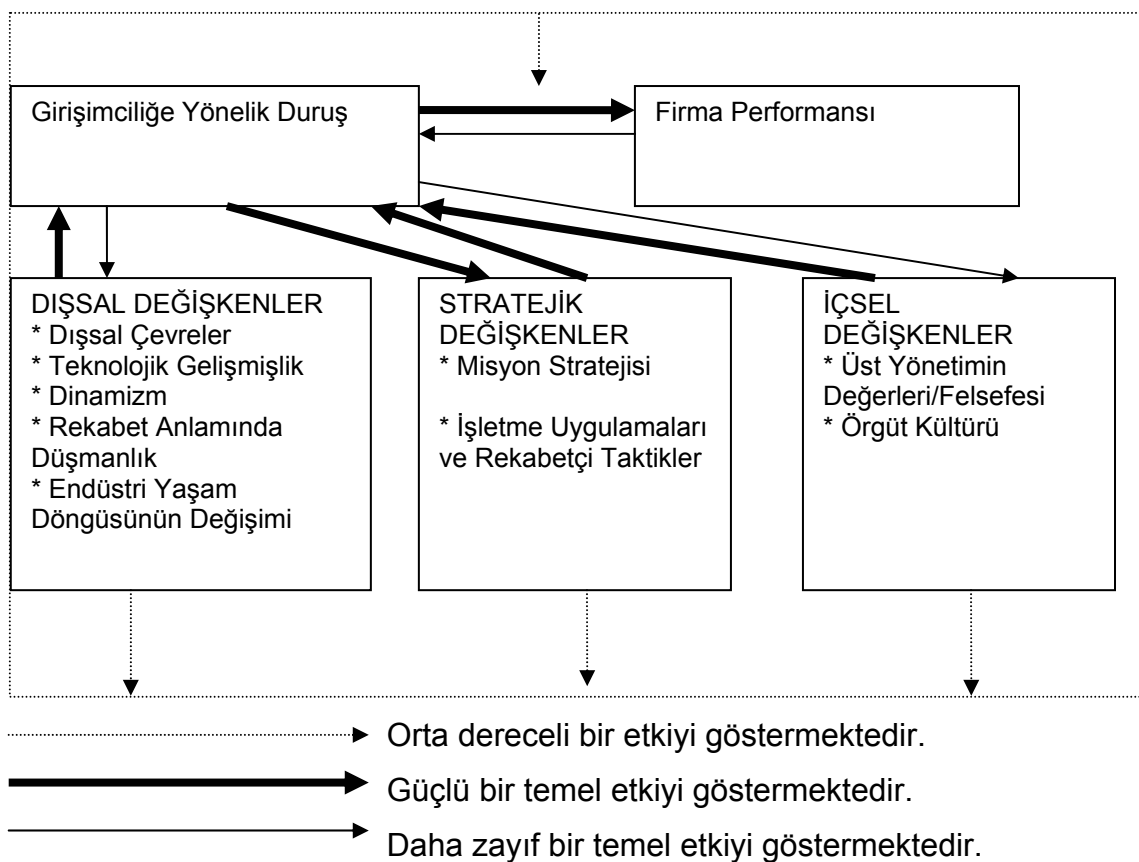 Girişimciliğe Yönelik Duruş
Firma Performansı
DIŞSAL DEĞİŞKENLER
* Dışsal Çevreler
* Teknolojik Gelişmişlik
* Dinamizm
* Rekabet Anlamında
Düşmanlık
* Endüstri Yaşam
Döngüsünün Değişimi
STRATEJİK
DEĞİŞKENLER
* Misyon Stratejisi
* İşletme Uygulamaları
ve Rekabetçi Taktikler
İÇSEL
DEĞİŞKENLER
* Üst Yönetimin
Değerleri/Felsefesi
* Örgüt Kültürü
Orta dereceli bir etkiyi göstermektedir.
Güçlü bir temel etkiyi göstermektedir.
Daha zayıf bir temel etkiyi göstermektedir.